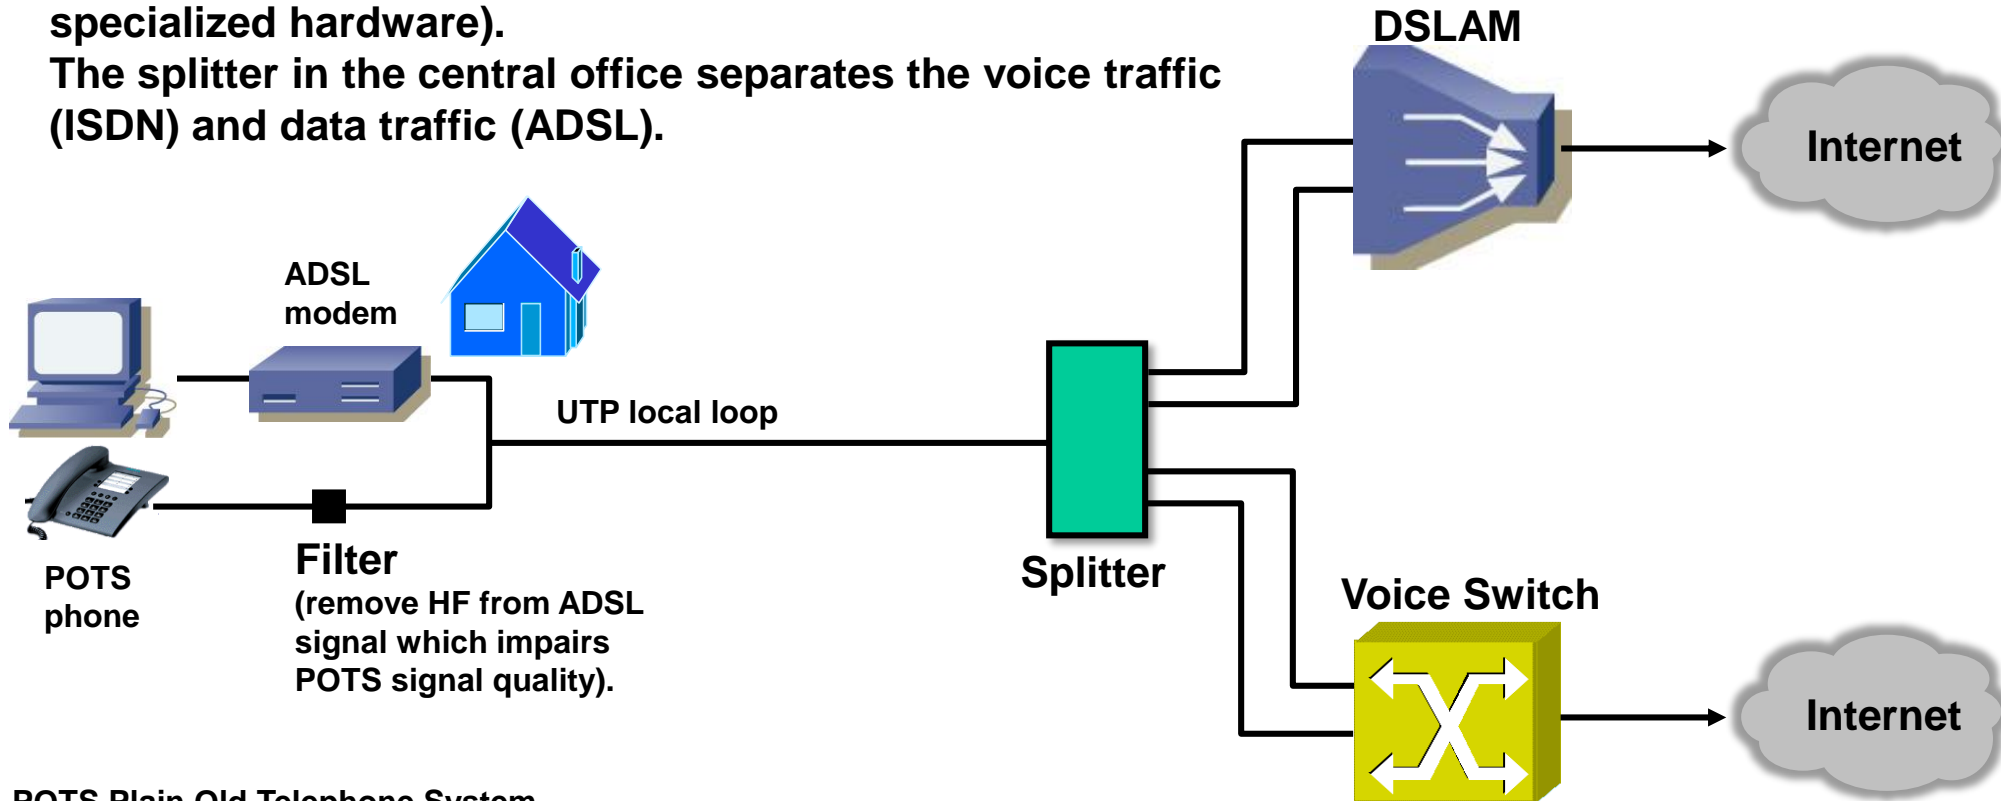 specialized hardware).
The splitter in the central office separates the voice traffic
(ISDN) and data traffic (ADSL).
DSLAM
Internet
ADSL
modem
UTP local loop
POTS
phone
Filter
(remove HF from ADSL
signal which impairs
POTS signal quality).
Splitter
Voice Switch
Internet
POTS Plain Old Telephone System